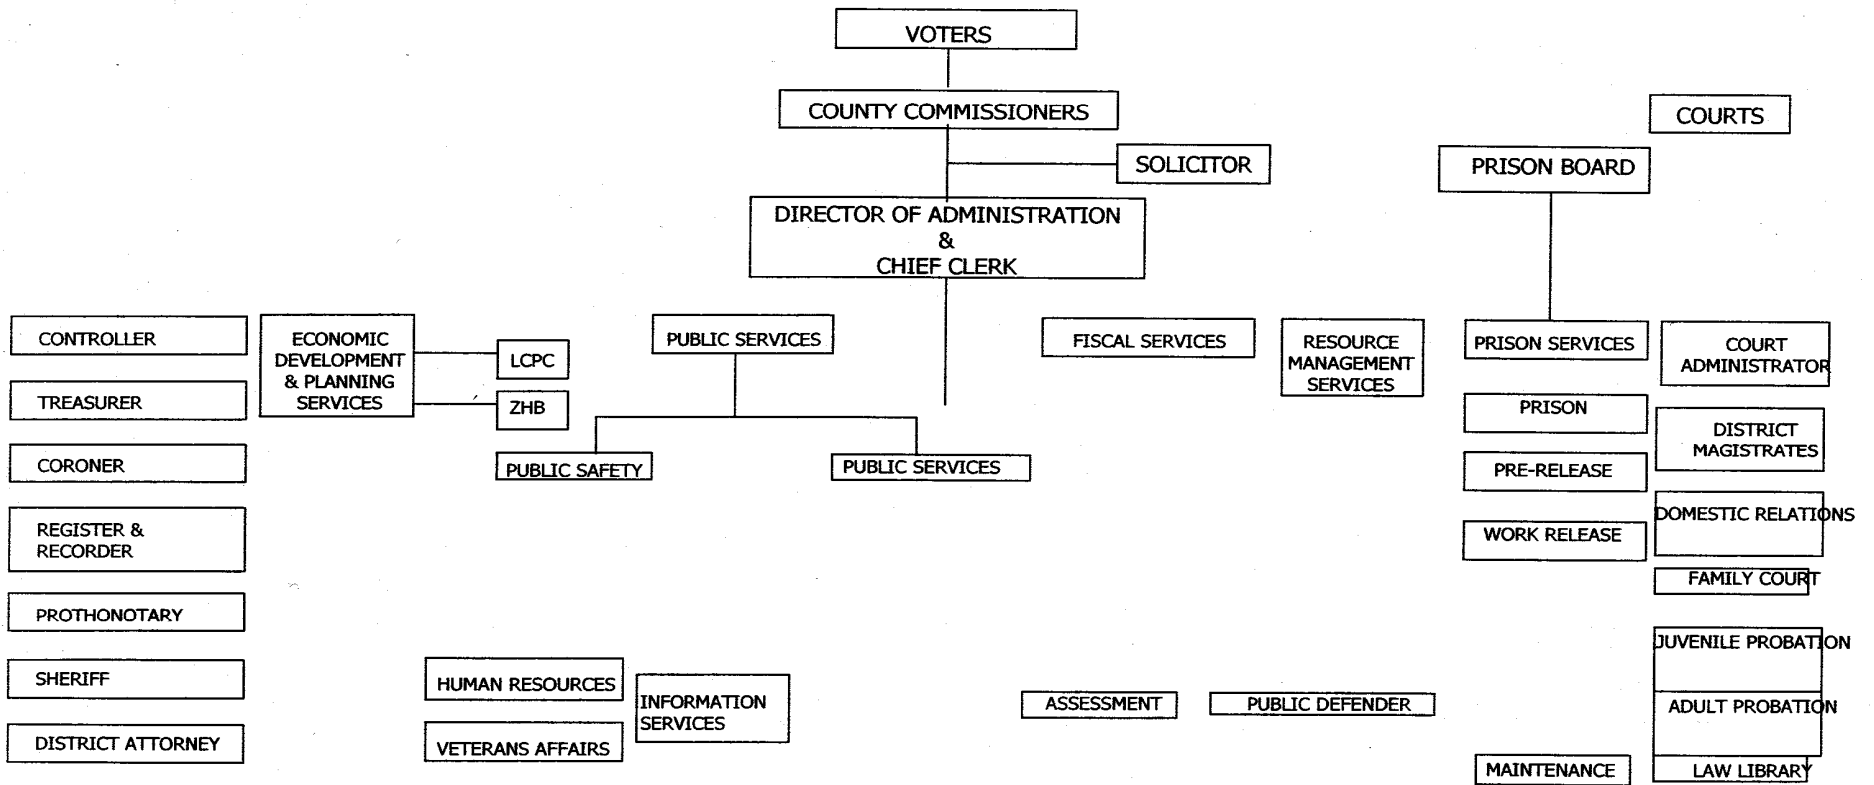 VOTERS
COUNTY COMMISSIONERS
COURTS
SOLICITOR
PRISON BOARD
DIRECTOR OF ADMINISTRATION
&
CHIEF CLERK
CONTROLLER
TREASURER
CORONER
REGISTER &
RECORDER
PROTHONOTARY
SHERIFF
DISTRICT ATTORNEY
ECONOMIC
DEVELOPMENT
& PLANNING
SERVICES
LCPC
ZHB
PUBLIC SERVICES
PUBLIC SAFETY
PUBLIC SERVICES
FISCAL SERVICES
RESOURCE
MANAGEMENT
SERVICES
PRISON SERVICES
PRISON
PRE-RELEASE
WORK RELEASE
COURT
ADMINISTRATOR
DISTRICT
MAGISTRATES
DOMESTIC RELATIONS
FAMILY COURT
JUVENILE PROBATION
ADULT PROBATION
LAW LIBRARY
HUMAN RESOURCES
VETERANS AFFAIRS
INFORMATION
SERVICES
ASSESSMENT
PUBLIC DEFENDER
MAINTENANCE